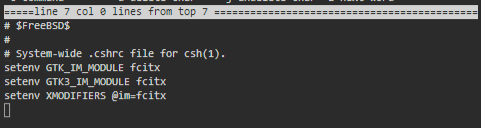 =====line 7 col 0 lines from top 7 ============================================
# $FreeBSD$
#
# System-wide .cshrc file for csh(1).
setenv GTK_IM_MODULE fcitx
setenv GTK3_IM_MODULE fcitx
setenv XMODIFIERS @im=fcitx